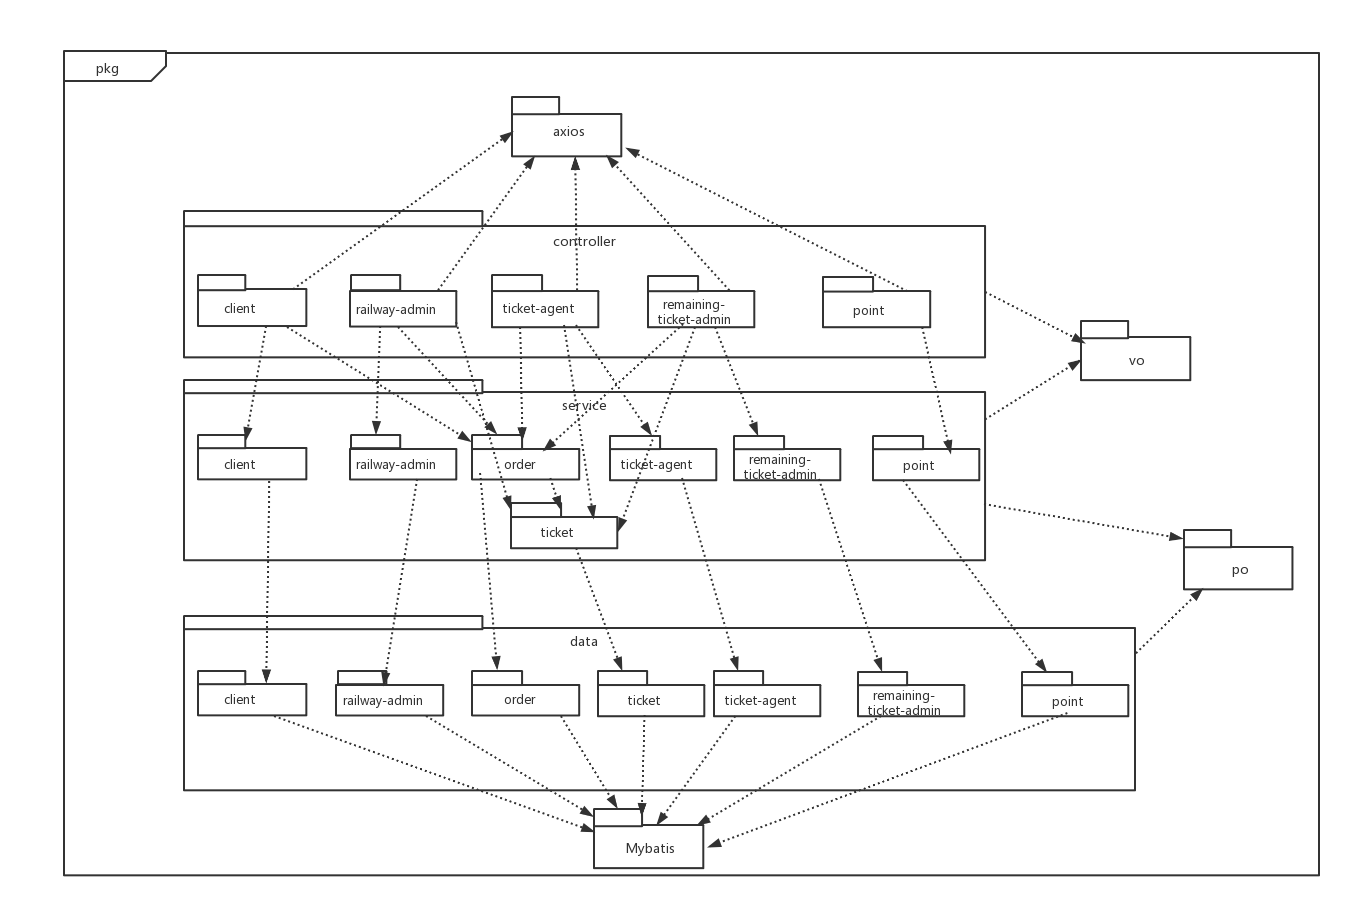 pkg
axios
controller
client
railway-admin
ticket-agent
remaining-
ticket-admin
point
vo
service
client
railway-admin
order
ticket-agent
remaining-
ticket-admin
point
ticket
po
data
client
railway-admin
order
ticket
ticket-agent
remaining-
ticket-admin
point
Mybatis